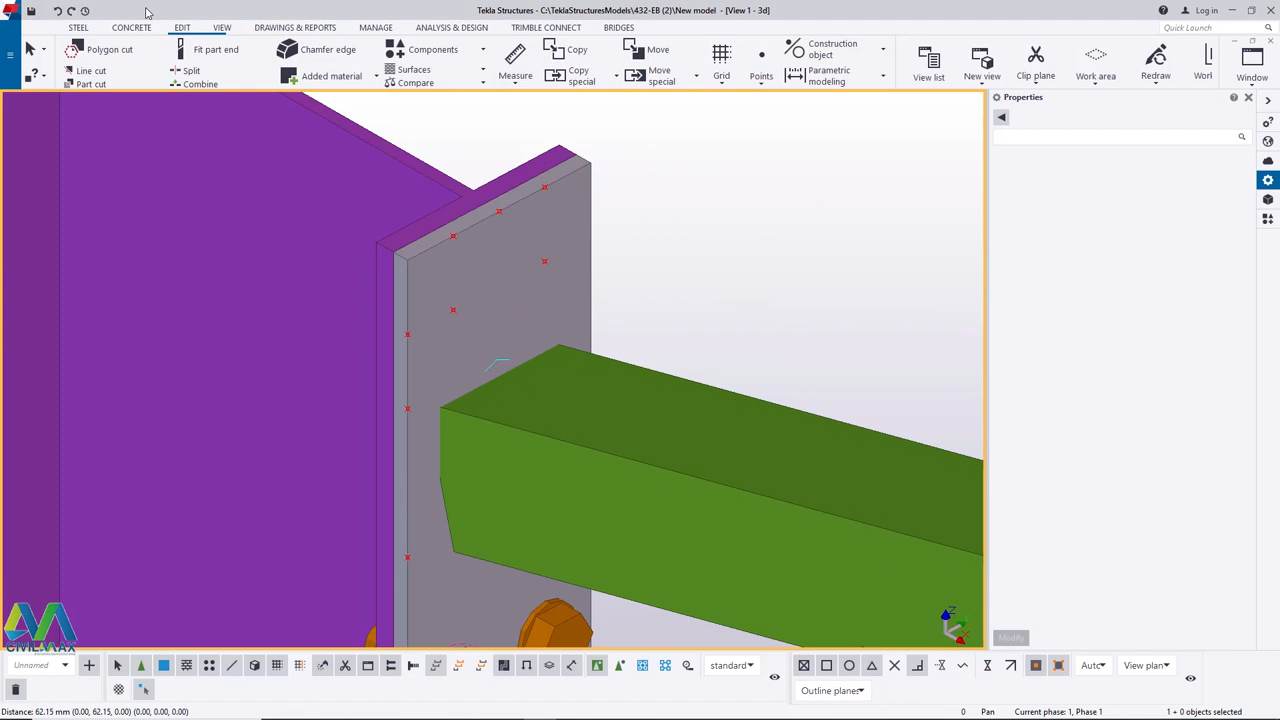 Tekla Structures - C:\TeklaStructuresModels\432-EB (2)\New model - [View 1 - 3d]
Log in
STEEL CONCRETE EDIT VIEW DRAWINGS & REPORTS MANAGE ANALYSIS & DESIGN TRIMBLE CONNECT BRIDGES
Quick Launch
Polygon cut
Line cut
Part cut
Fit part end
Split
Combine
Chamfer edge
Added material
Components
Surfaces
Compare
Copy
Copy special
Move
Move special
Measure
Grid
Points
Construction object
Parametric modeling
View list
New view
Clip plane
Work area
Redraw
Worl
Window
Properties
Z
CIVILMAX
Modify
Unnamed
standard
Auto
View plan
Outline planes
Distance: 62.15 mm (0.00, 62.15, 0.00) (0.00, 0.00, 0.00)
0
Pan
Current phase: 1, Phase 1
1 + 0 objects selected